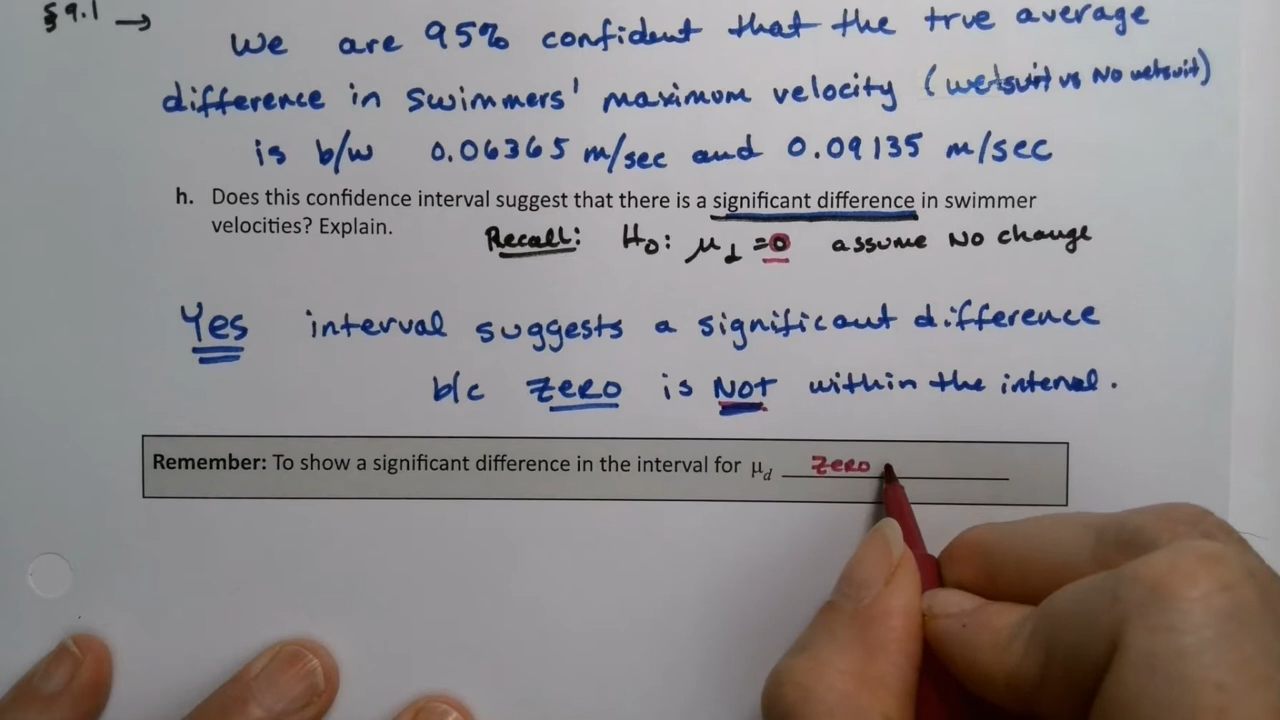 § 9.1 →
We are 95% confident that the true average
difference in swimmers' maximum velocity (wetsuit vs No wetsuit)
is b/w 0.06365 m/sec and 0.09135 m/sec
h. Does this confidence interval suggest that there is a significant difference in swimmer
velocities? Explain.
Recall: H₀: μd = 0 assume No change
Yes interval suggests a significant difference
b/c zero is NOT within the interval.
Remember: To show a significant difference in the interval for μd zero